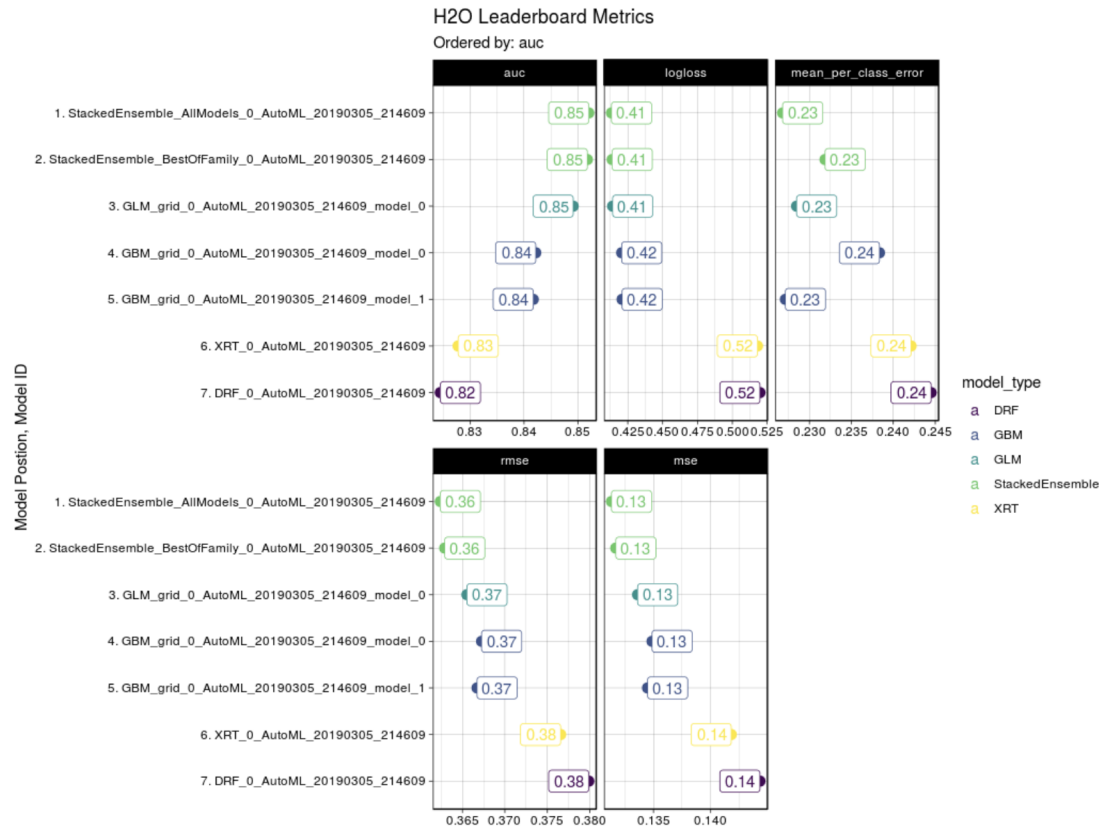 H2O Leaderboard Metrics
Ordered by: auc
auc
logloss
mean_per_class_error
1. StackedEnsemble_AllModels_0_AutoML_20190305_214609 0.85 0.41 0.23
2. StackedEnsemble_BestOfFamily_0_AutoML_20190305_214609 0.85 0.41 0.23
3. GLM_grid_0_AutoML_20190305_214609_model_0 0.85 0.41 0.23
4. GBM_grid_0_AutoML_20190305_214609_model_0 0.84 0.42 0.24
5. GBM_grid_0_AutoML_20190305_214609_model_1 0.84 0.42 0.23
6. XRT_0_AutoML_20190305_214609 0.83 0.52 0.24
7. DRF_0_AutoML_20190305_214609 0.82 0.52 0.24
0.83 0.84 0.85 0.425 0.450 0.475 0.500 0.525 0.230 0.235 0.240 0.245
Model Postion, Model ID
rmse
mse
1. StackedEnsemble_AllModels_0_AutoML_20190305_214609 0.36 0.13
2. StackedEnsemble_BestOfFamily_0_AutoML_20190305_214609 0.36 0.13
3. GLM_grid_0_AutoML_20190305_214609_model_0 0.37 0.13
4. GBM_grid_0_AutoML_20190305_214609_model_0 0.37 0.13
5. GBM_grid_0_AutoML_20190305_214609_model_1 0.37 0.13
6. XRT_0_AutoML_20190305_214609 0.38 0.14
7. DRF_0_AutoML_20190305_214609 0.38 0.14
0.365 0.370 0.375 0.380 0.135 0.140
model_type
a DRF
a GBM
a GLM
a StackedEnsemble
a XRT